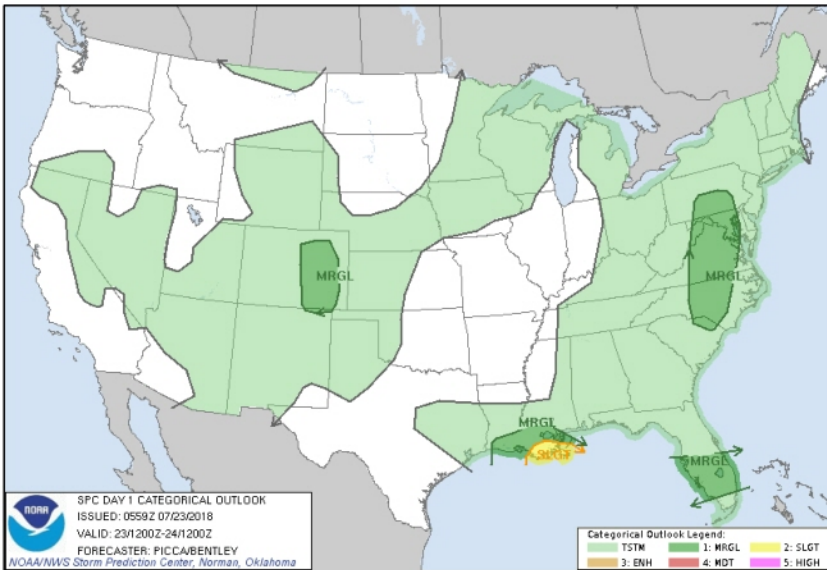 MRGL
MRGL
MRGL
SLGT
MRGL
NOAA
SPC DAY 1 CATEGORICAL OUTLOOK
ISSUED: 0559Z 07/23/2018
VALID: 23/1200Z-24/1200Z
FORECASTER: PICCA/BENTLEY
NOAA/NWS Storm Prediction Center, Norman, Oklahoma
Categorical Outlook Legend:
TSTM 1: MRGL 2: SLGT
3: ENH 4: MDT 5: HIGH